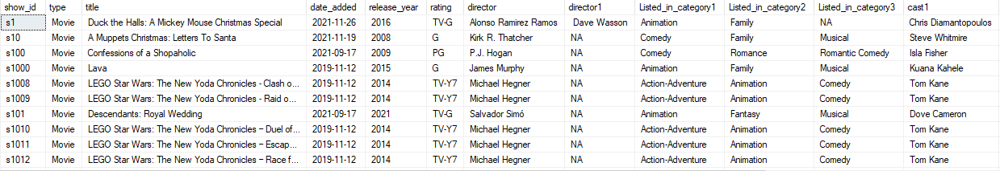 show_id type title date_added release_year rating director director1 Listed_in_category1 Listed_in_category2 Listed_in_category3 cast1
s1 Movie Duck the Halls: A Mickey Mouse Christmas Special 2021-11-26 2016 TV-G Alonso Ramirez Ramos Dave Wasson Animation Family NA Chris Diamantopoulos
s10 Movie A Muppets Christmas: Letters To Santa 2021-11-19 2008 G Kirk R. Thatcher NA Comedy Family Musical Steve Whitmire
s100 Movie Confessions of a Shopaholic 2021-09-17 2009 PG P.J. Hogan NA Comedy Romance Romantic Comedy Isla Fisher
s1000 Movie Lava 2019-11-12 2015 G James Murphy NA Animation Family Musical Kuana Kahele
s1008 Movie LEGO Star Wars: The New Yoda Chronicles - Clash o... 2019-11-12 2014 TV-Y7 Michael Hegner NA Action-Adventure Animation Comedy Tom Kane
s1009 Movie LEGO Star Wars: The New Yoda Chronicles - Raid o... 2019-11-12 2014 TV-Y7 Michael Hegner NA Action-Adventure Animation Comedy Tom Kane
s101 Movie Descendants: Royal Wedding 2021-09-17 2021 TV-G Salvador Simó NA Animation Fantasy Musical Dove Cameron
s1010 Movie LEGO Star Wars: The New Yoda Chronicles – Duel of... 2019-11-12 2014 TV-Y7 Michael Hegner NA Action-Adventure Animation Comedy Tom Kane
s1011 Movie LEGO Star Wars: The New Yoda Chronicles – Escap... 2019-11-12 2014 TV-Y7 Michael Hegner NA Action-Adventure Animation Comedy Tom Kane
s1012 Movie LEGO Star Wars: The New Yoda Chronicles – Race f... 2019-11-12 2014 TV-Y7 Michael Hegner NA Action-Adventure Animation Comedy Tom Kane